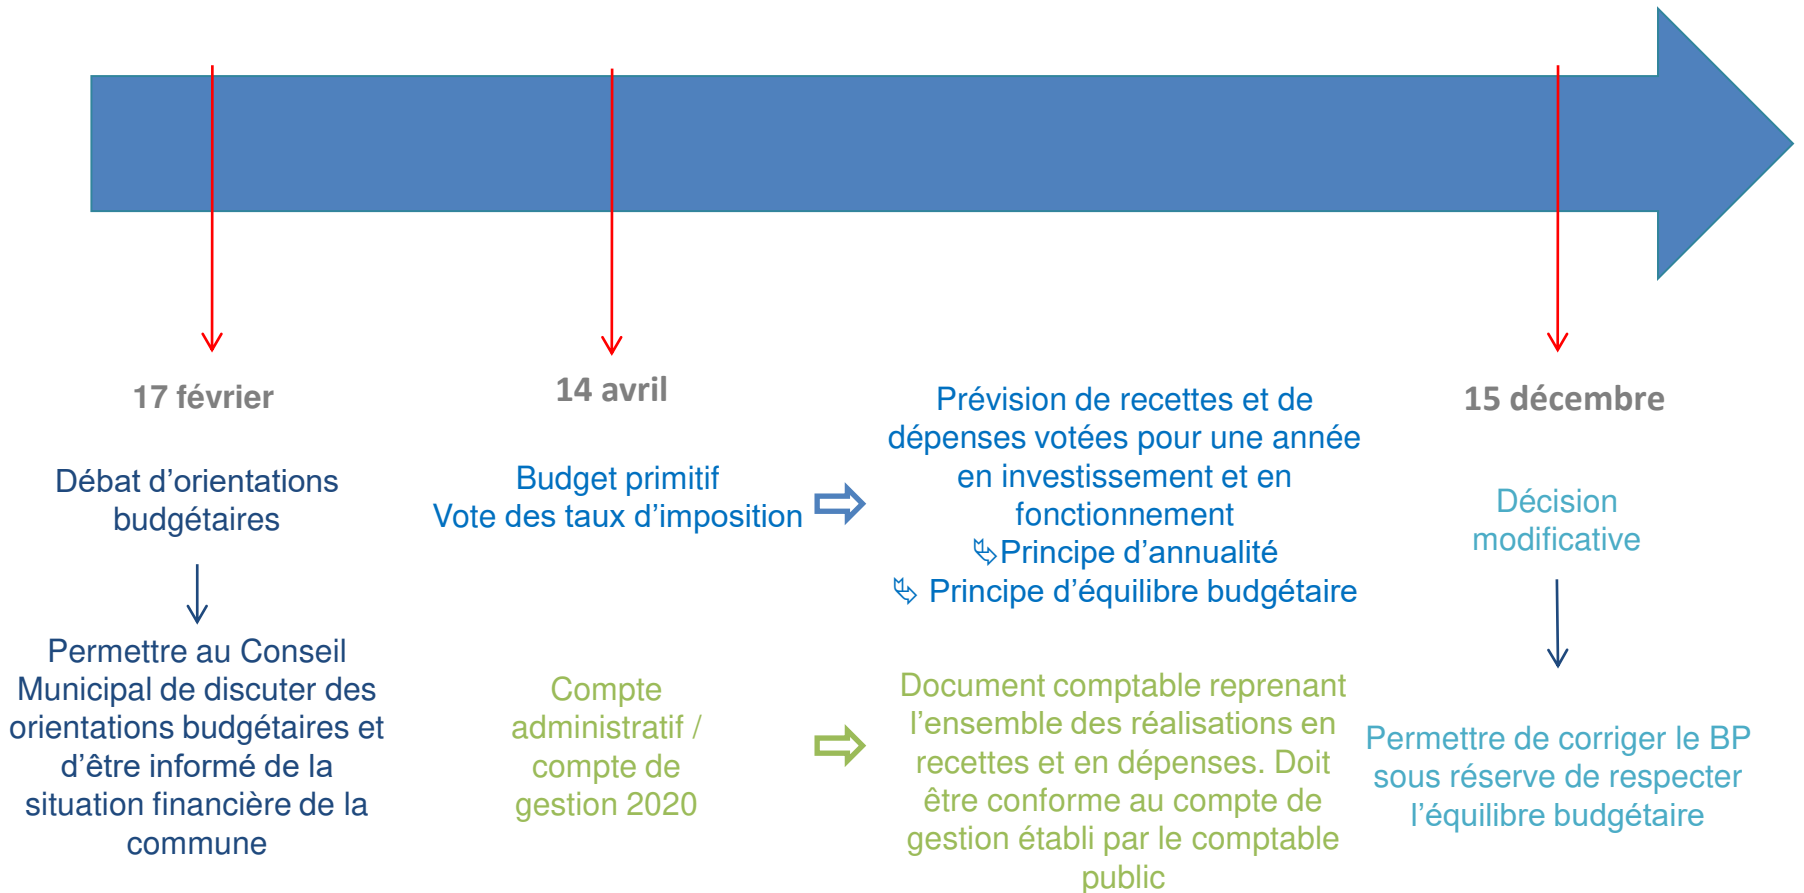 17 février
Débat d’orientations
budgétaires
Permettre au Conseil
Municipal de discuter des
orientations budgétaires et
d’être informé de la
situation financière de la
commune
14 avril
Budget primitif
Vote des taux d’imposition
Prévision de recettes et de
dépenses votées pour une année
en investissement et en
fonctionnement
Principe d’annualité
Principe d’équilibre budgétaire
Compte
administratif /
compte de
gestion 2020
Document comptable reprenant
l’ensemble des réalisations en
recettes et en dépenses. Doit
être conforme au compte de
gestion établi par le comptable
public
15 décembre
Décision
modificative
Permettre de corriger le BP
sous réserve de respecter
l’équilibre budgétaire